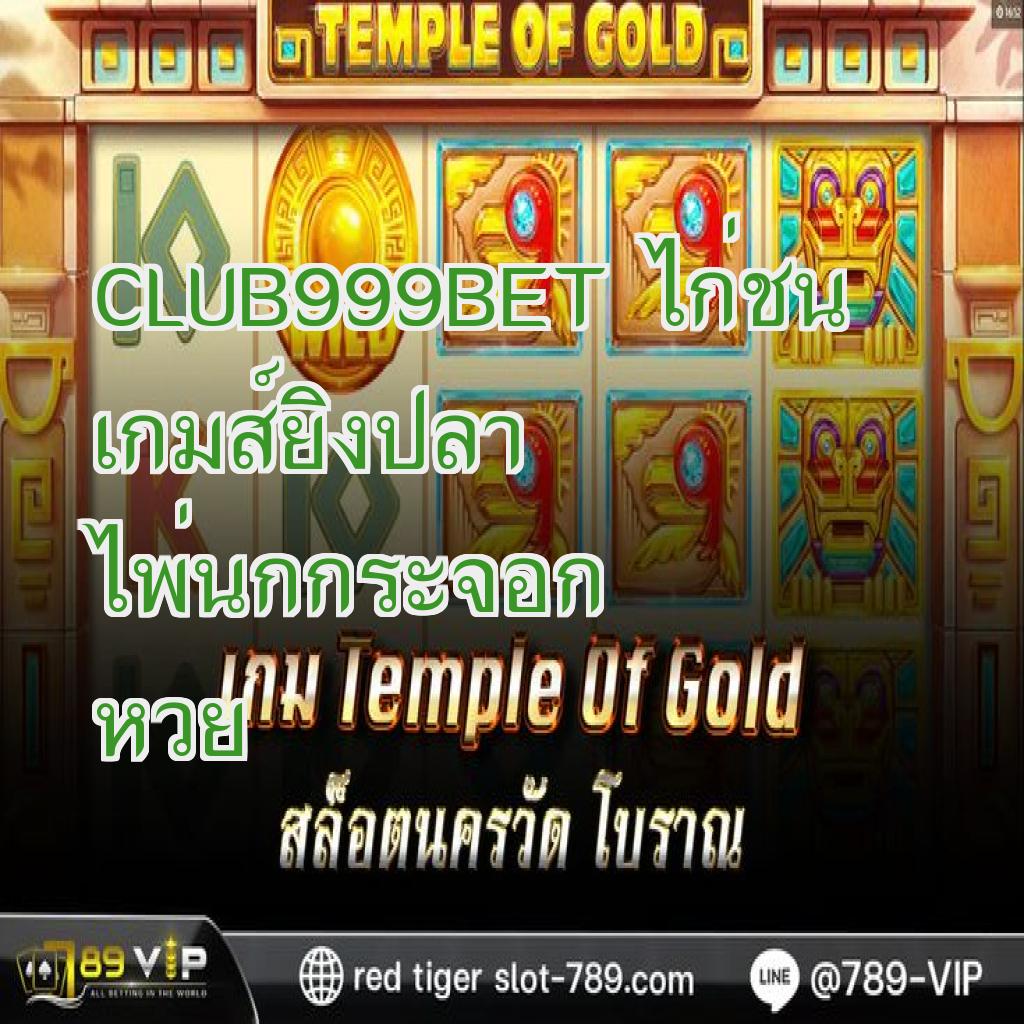 TEMPLE OF GOLD
WILD
K
CLUB999BET ไก่ชน
เกมส์ยิงปลา
ไพ่นกกระจอก
หวย
เกม Temple Of Gold
สล็อตนครวัด โบราณ
789 VIP
ALL BETTING IN THE WORLD
red tiger slot-789.com
LINE @789-VIP